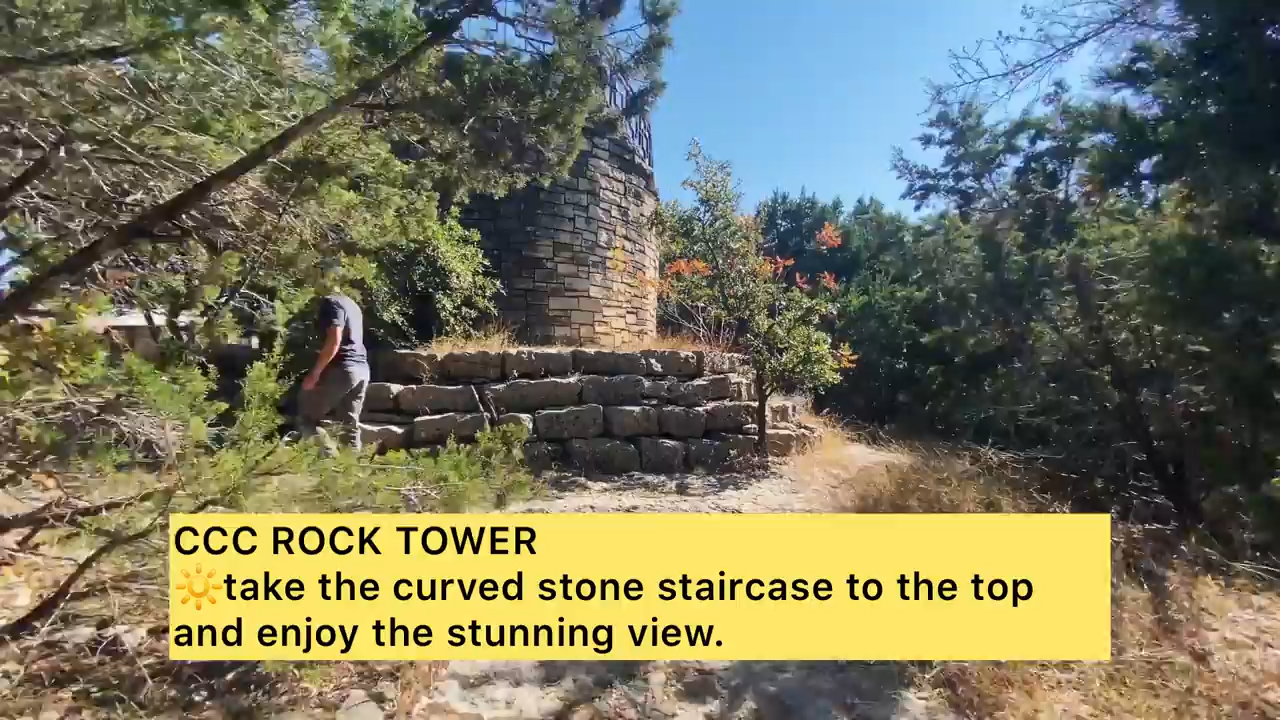 CCC ROCK TOWER
🔆take the curved stone staircase to the top
and enjoy the stunning view.